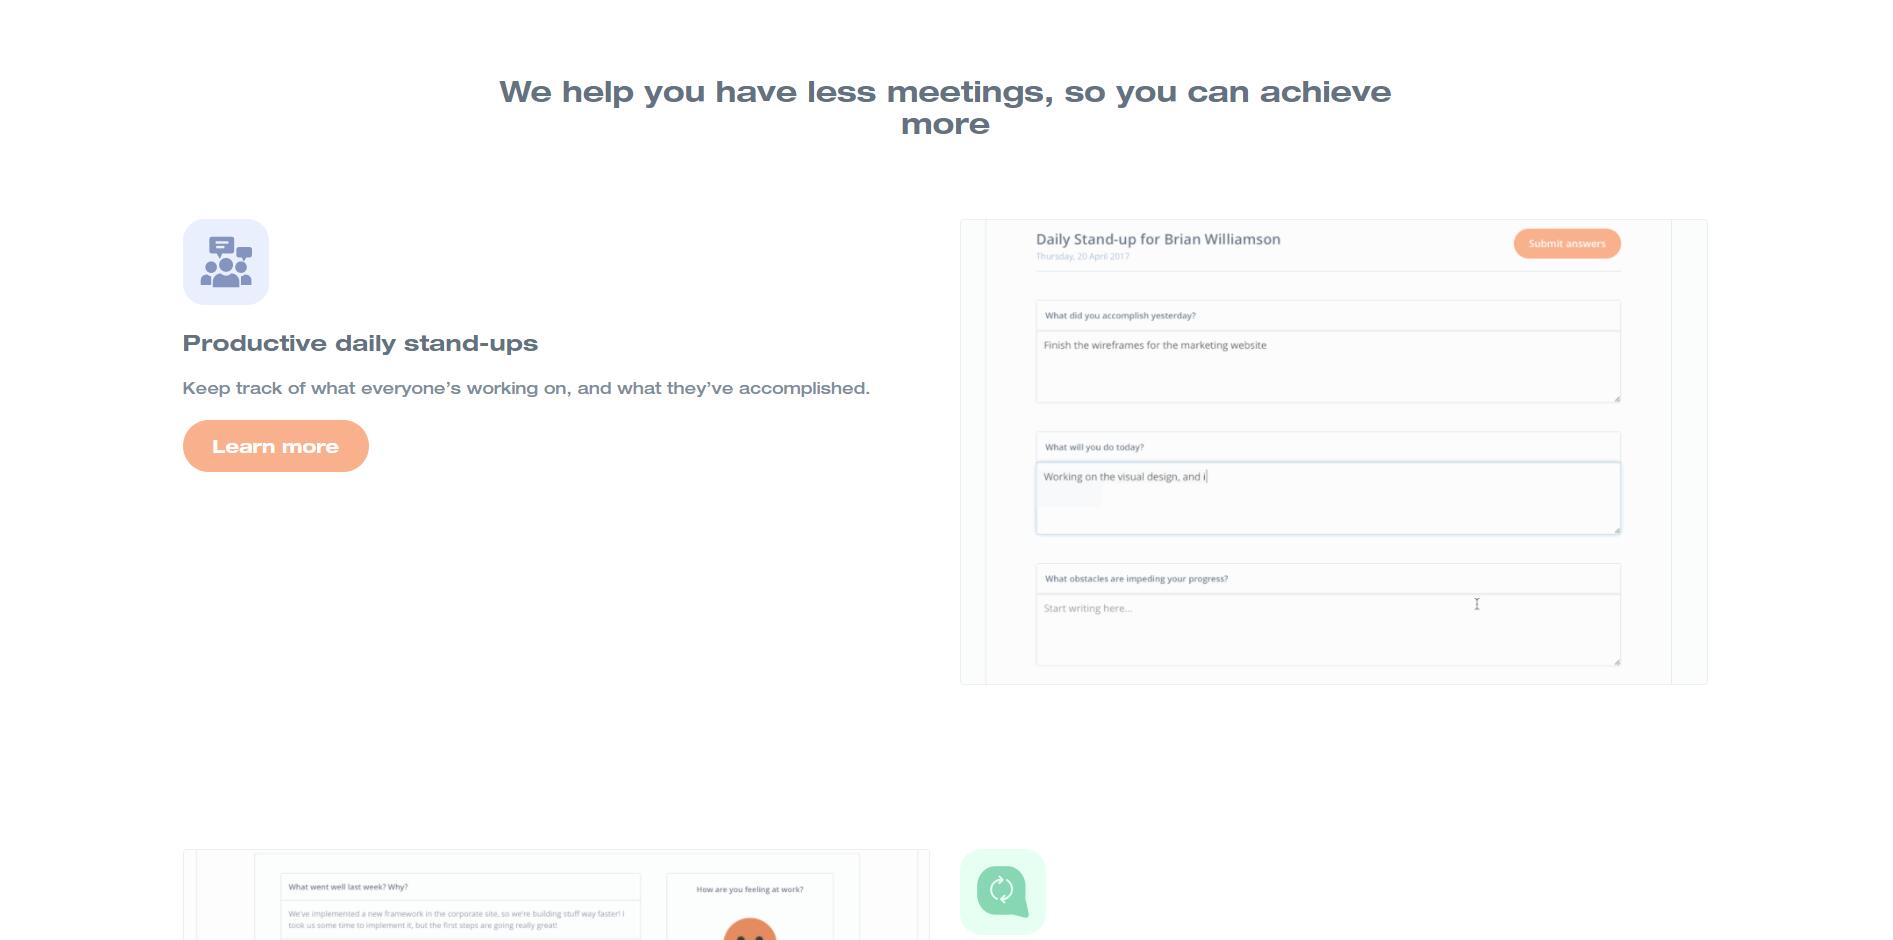 We help you have less meetings, so you can achieve
more
Productive daily stand-ups
Keep track of what everyone’s working on, and what they’ve accomplished.
Learn more
Daily Stand-up for Brian Williamson
Submit answers
Thursday, 20 April 2017
What did you accomplish yesterday?
Finish the wireframes for the marketing website
What will you do today?
Working on the visual design, and i
What obstacles are impeding your progress?
Start writing here...
What went well last week? Why?
We've implemented a new framework in the corporate site, so we're building stuff way faster! I
took us some time to implement it, but the first steps are going really great!
How are you feeling at work?